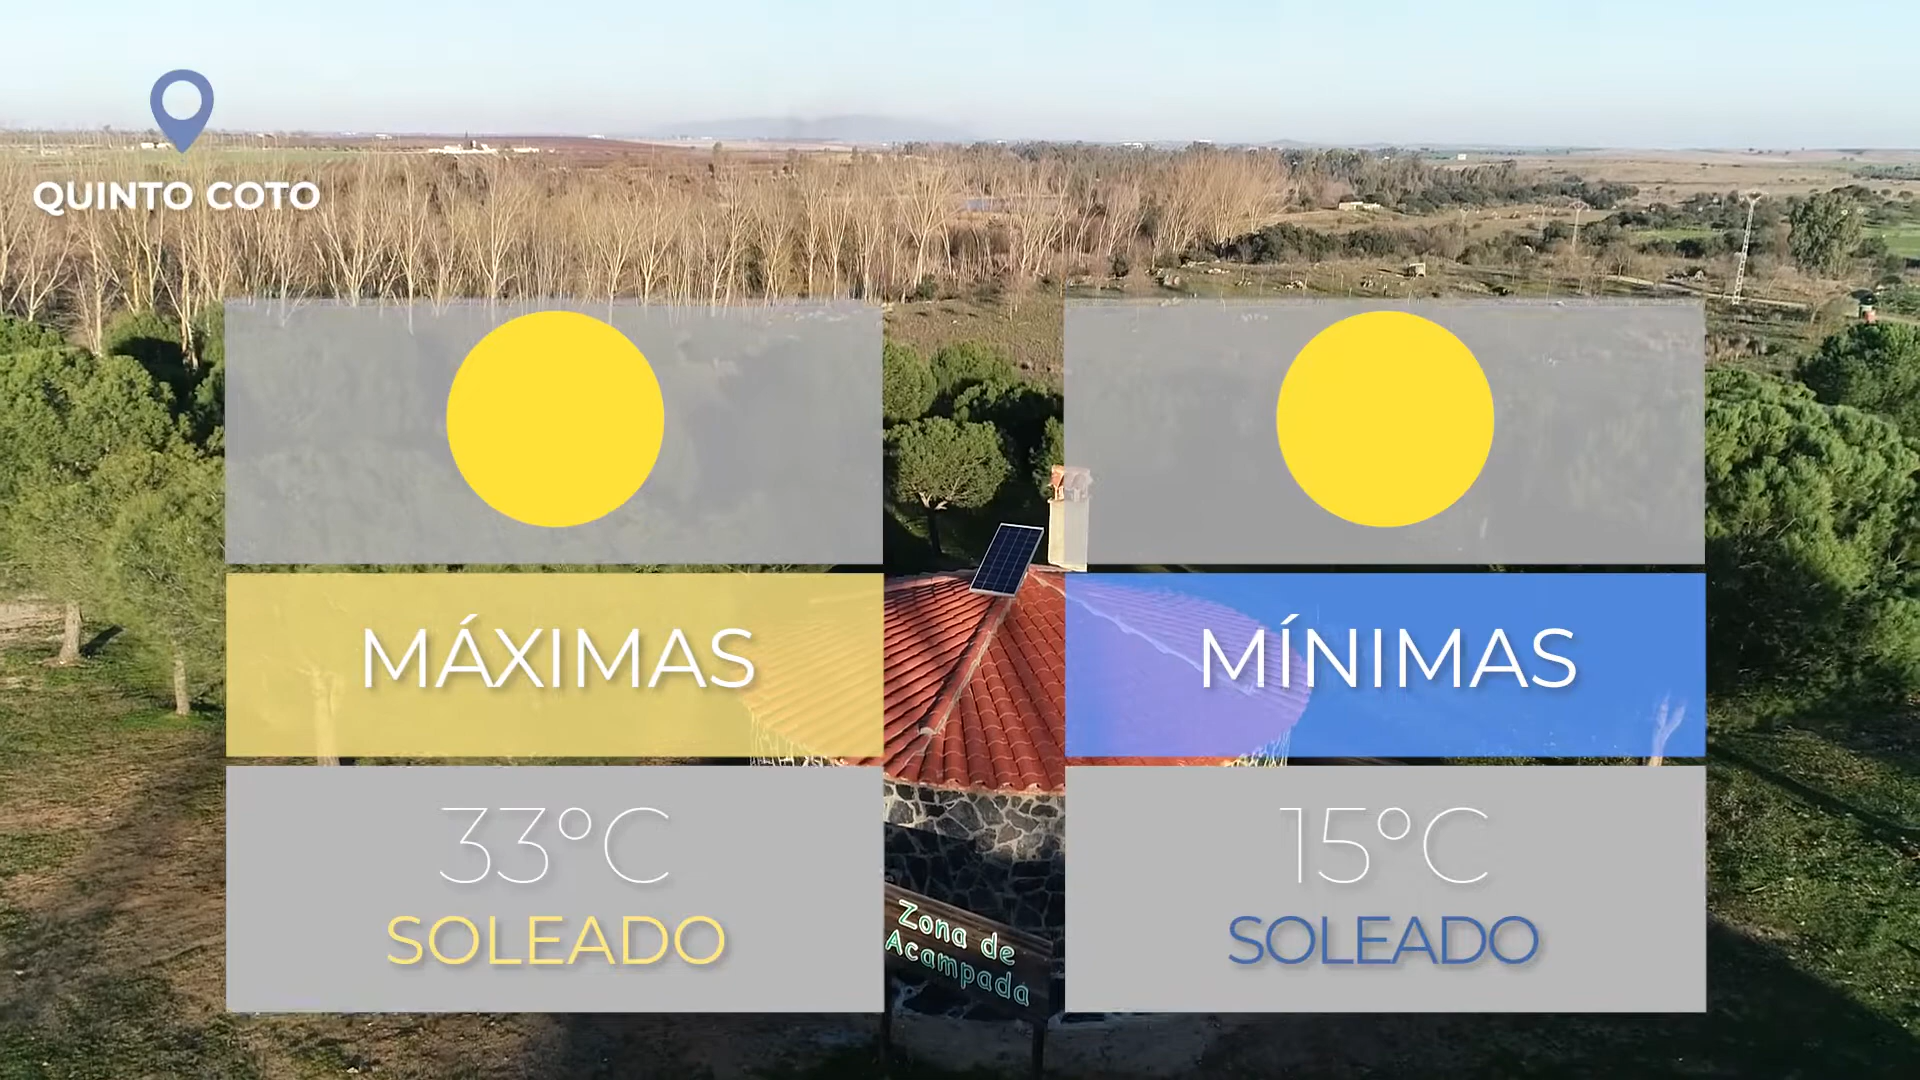 QUINTO COTO
MÁXIMAS
33°C
SOLEADO
MÍNIMAS
15°C
SOLEADO
Zona de
Acampada